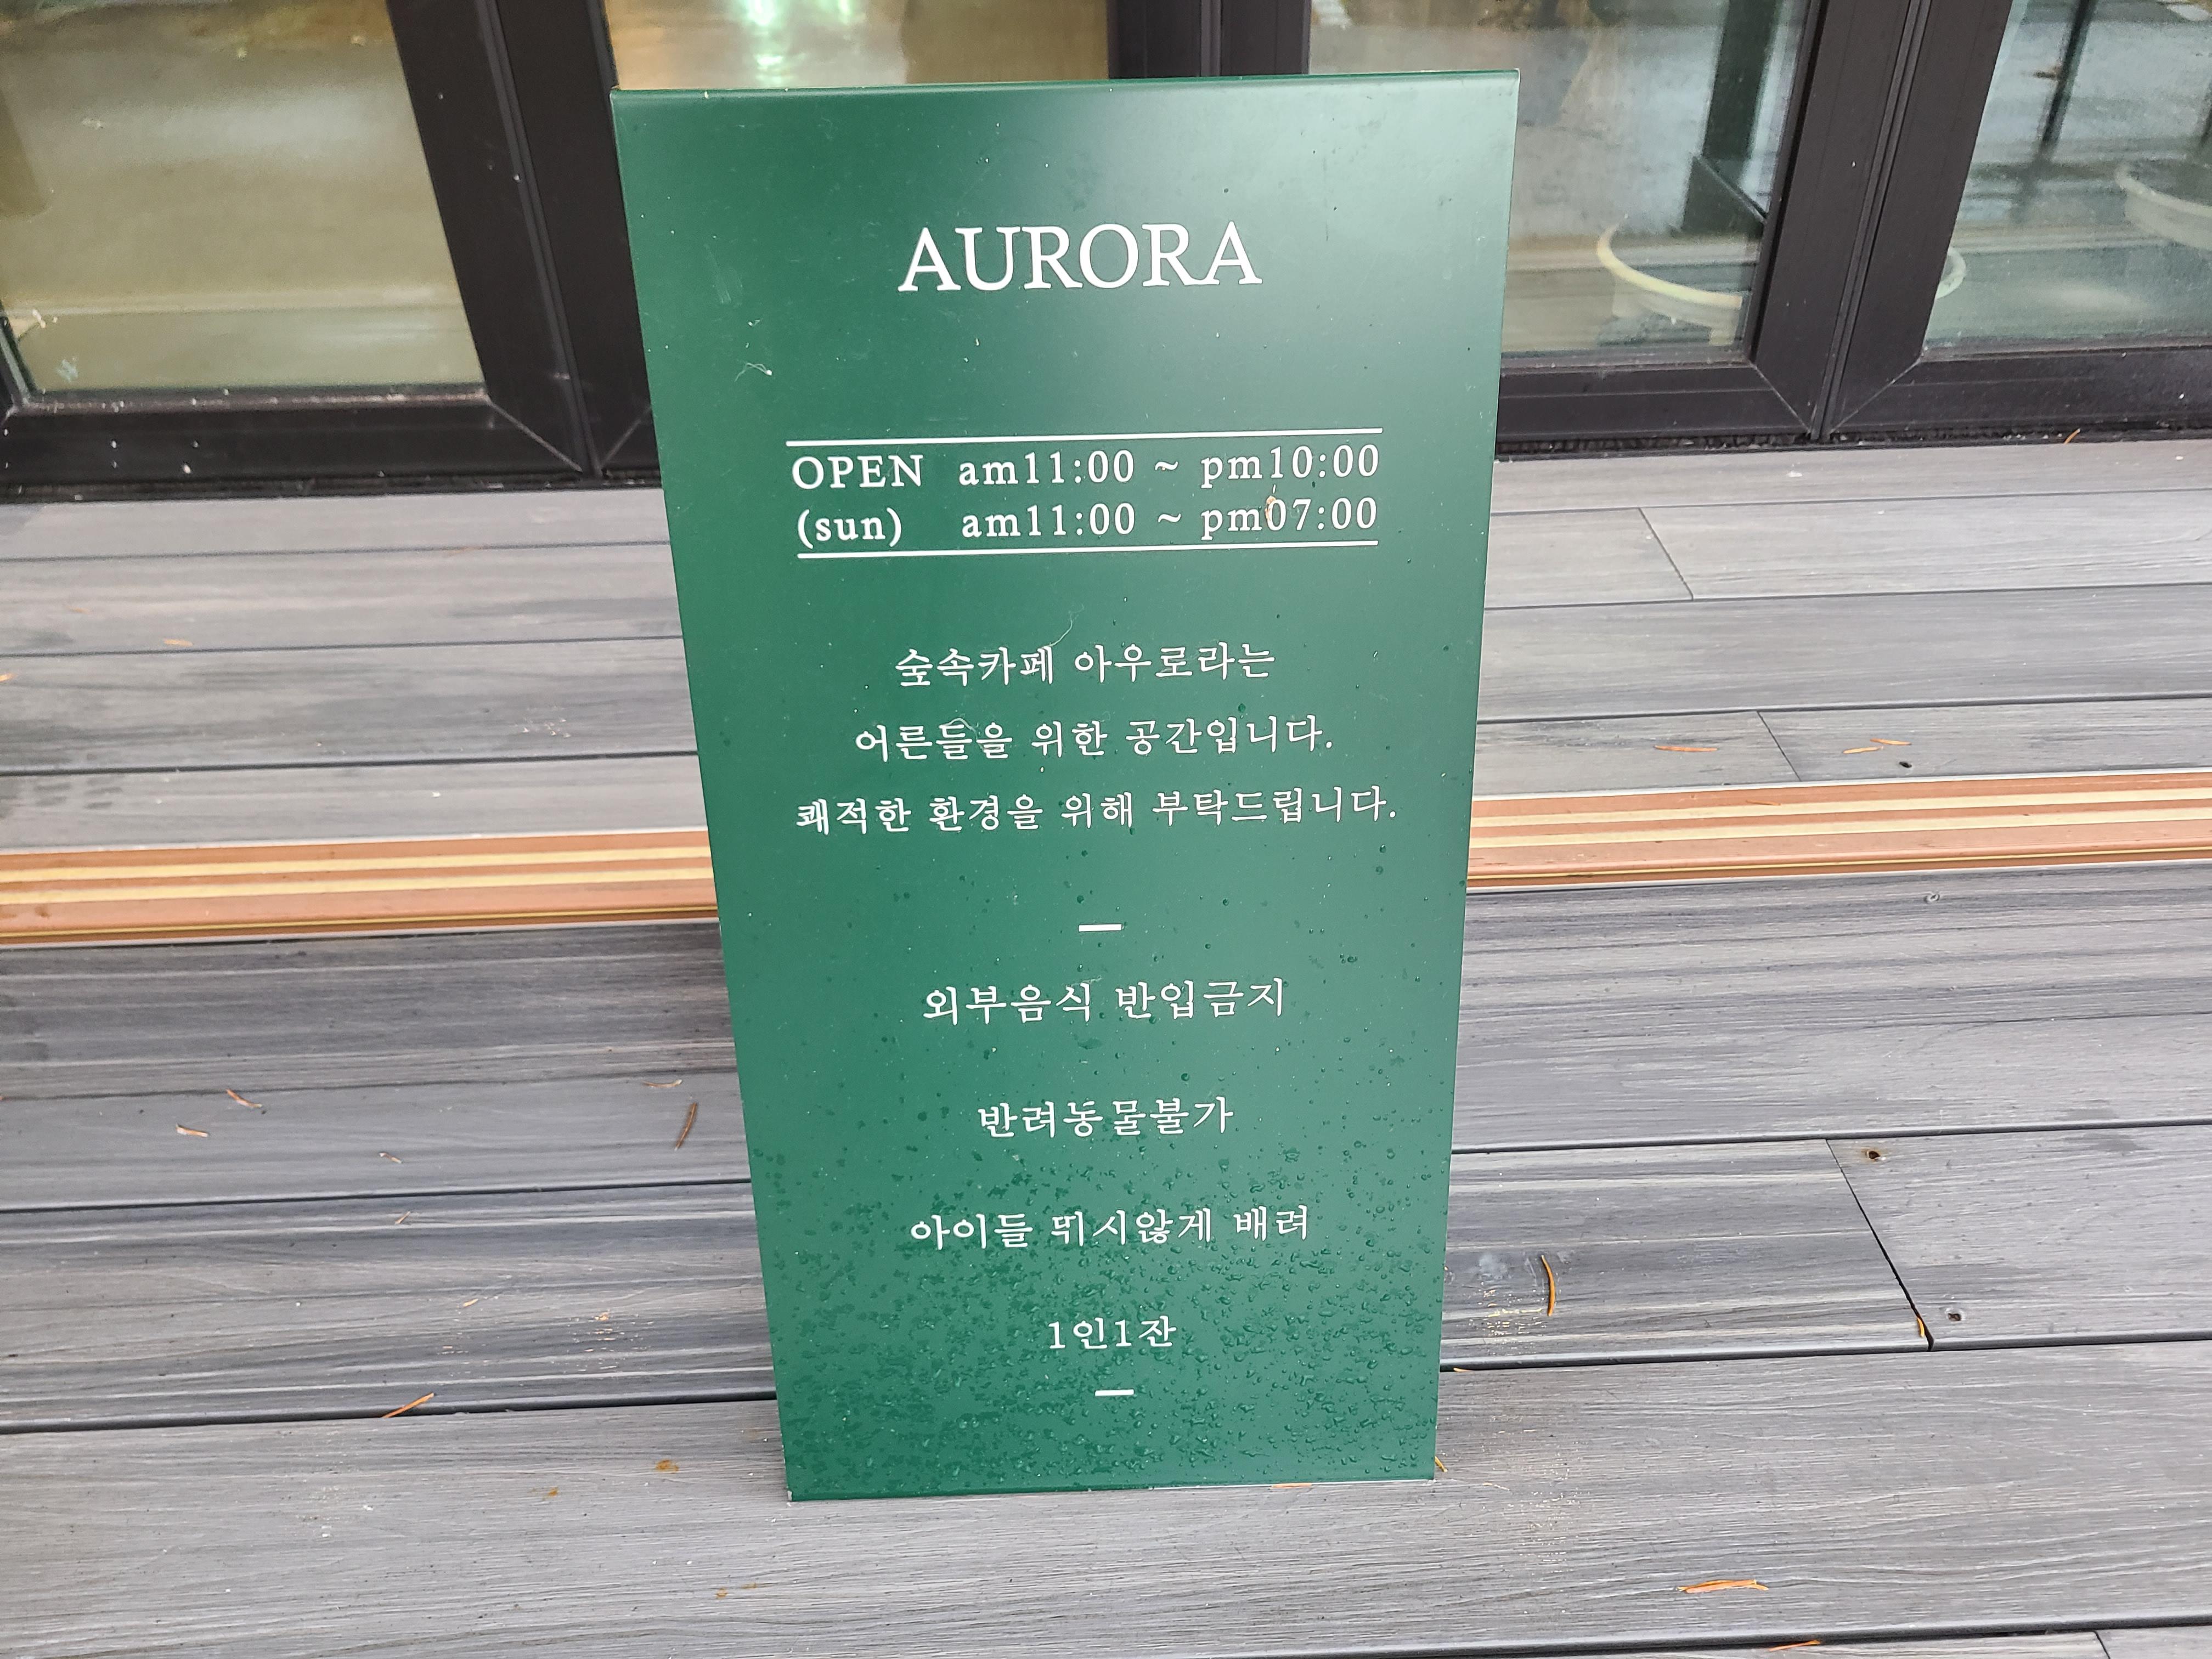 AURORA
OPEN am11:00 ~ pm10:00
(sun) am11:00 ~ pm07:00
숲속카페 아우로라는
어른들을 위한 공간입니다.
쾌적한 환경을 위해 부탁드립니다.
외부음식 반입금지
반려동물불가
아이들 뛰시않게 배려
1인1잔